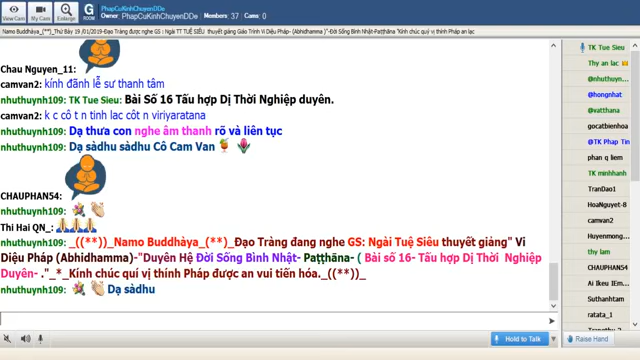 View Cam
My Cam
Enlarge
ROOM
Room: PhapCuKinhChuyenDDe
Owner: PhapCuKinhChuyenDDe Members: 37 Cams: 0
Namo Buddhàya_(**)_Thứ Bảy 19 /01/2019-Đạo Tràng được nghe GS : Ngài TT TUỆ SIÊU thuyết giảng Giáo Trình Vi Diệu Pháp- (Abhidhamma )"-Đời Sống Bình Nhật-Paṭṭhāna "Kính chúc quí vị thính Pháp an lạc
Chau Nguyen_11:
camvan2: kính đãnh lễ sư thanh tâm
nhuthuynh109: TK Tue Sieu: Bài Số 16 Tấu hợp Dị Thời Nghiệp duyên.
camvan2: k c cô t n tinh lac côt n viriyaratana
nhuthuynh109: Dạ thưa con nghe âm thanh rõ và liên tục
nhuthuynh109: Dạ sàdhu sàdhu Cô Cam Van
CHAUPHAN54:
nhuthuynh109:
Thi Hai QN_:
nhuthuynh109: _((**))_Namo Buddhàya_(**)_Đạo Tràng đang nghe GS: Ngài Tuệ Siêu thuyết giảng" Vi
Diệu Pháp (Abhidhamma)-"Duyên Hệ Đời Sống Bình Nhật- Paṭṭhāna- ( Bài số 16- Tấu hợp Dị Thời Nghiệp
Duyên- ."_*_Kính chúc quí vị thính Pháp được an vui tiến hóa._((**))_
nhuthuynh109: Dạ sàdhu
TK Tue Sieu
Thy an lac
@nhuthuyn
@hongnhat
@vatthana
gocatbienhoa
@TK Phap Tin
phan q liem
TK minhhanh
TranDao1
HoaNguyet-8
camvan2
Huyenmong
thy lam
CHAUPHAN54
Ai Ikeu IEm
Suthanhtam
ratata_1
Hold to Talk
Raise Hand